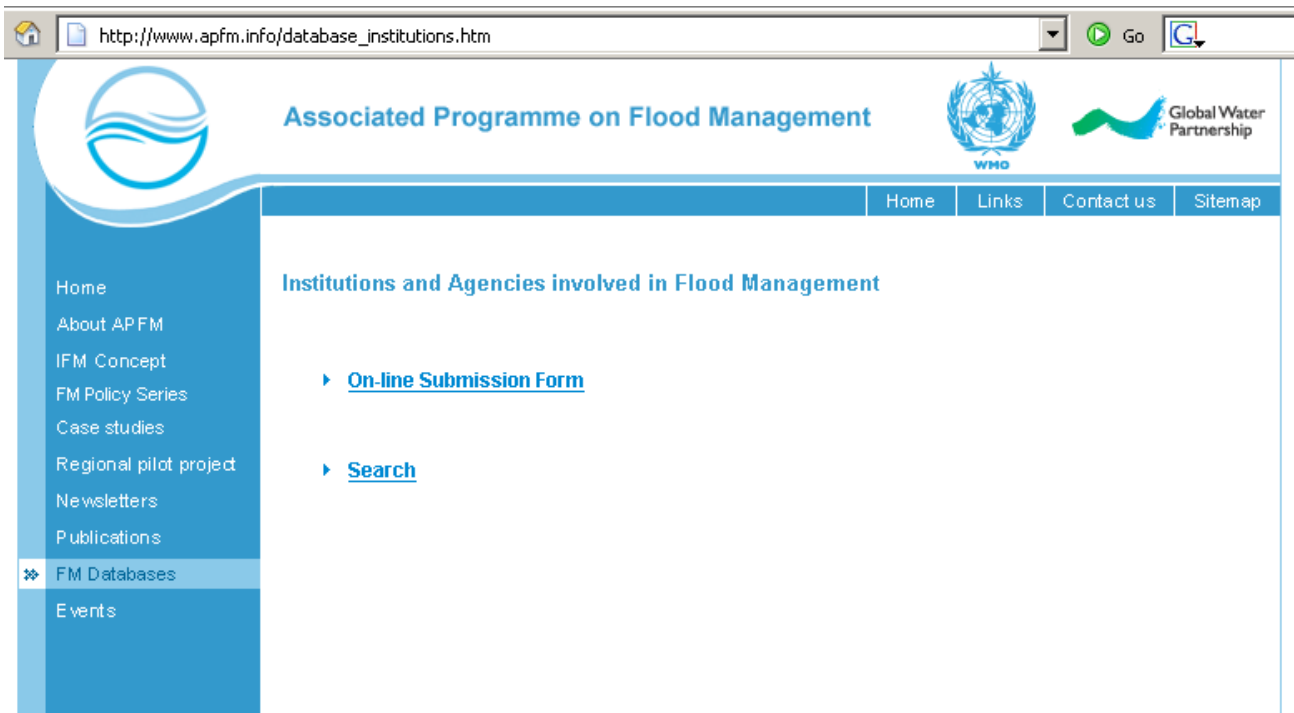 http://www.apfm.info/database_institutions.htm
Go
G
Associated Programme on Flood Management
WMO
Global Water
Partnership
Home Links Contact us Sitemap
Home
About APFM
IFM Concept
FM Policy Series
Case studies
Regional pilot project
Newsletters
Publications
FM Databases
Events
Institutions and Agencies involved in Flood Management
On-line Submission Form
Search